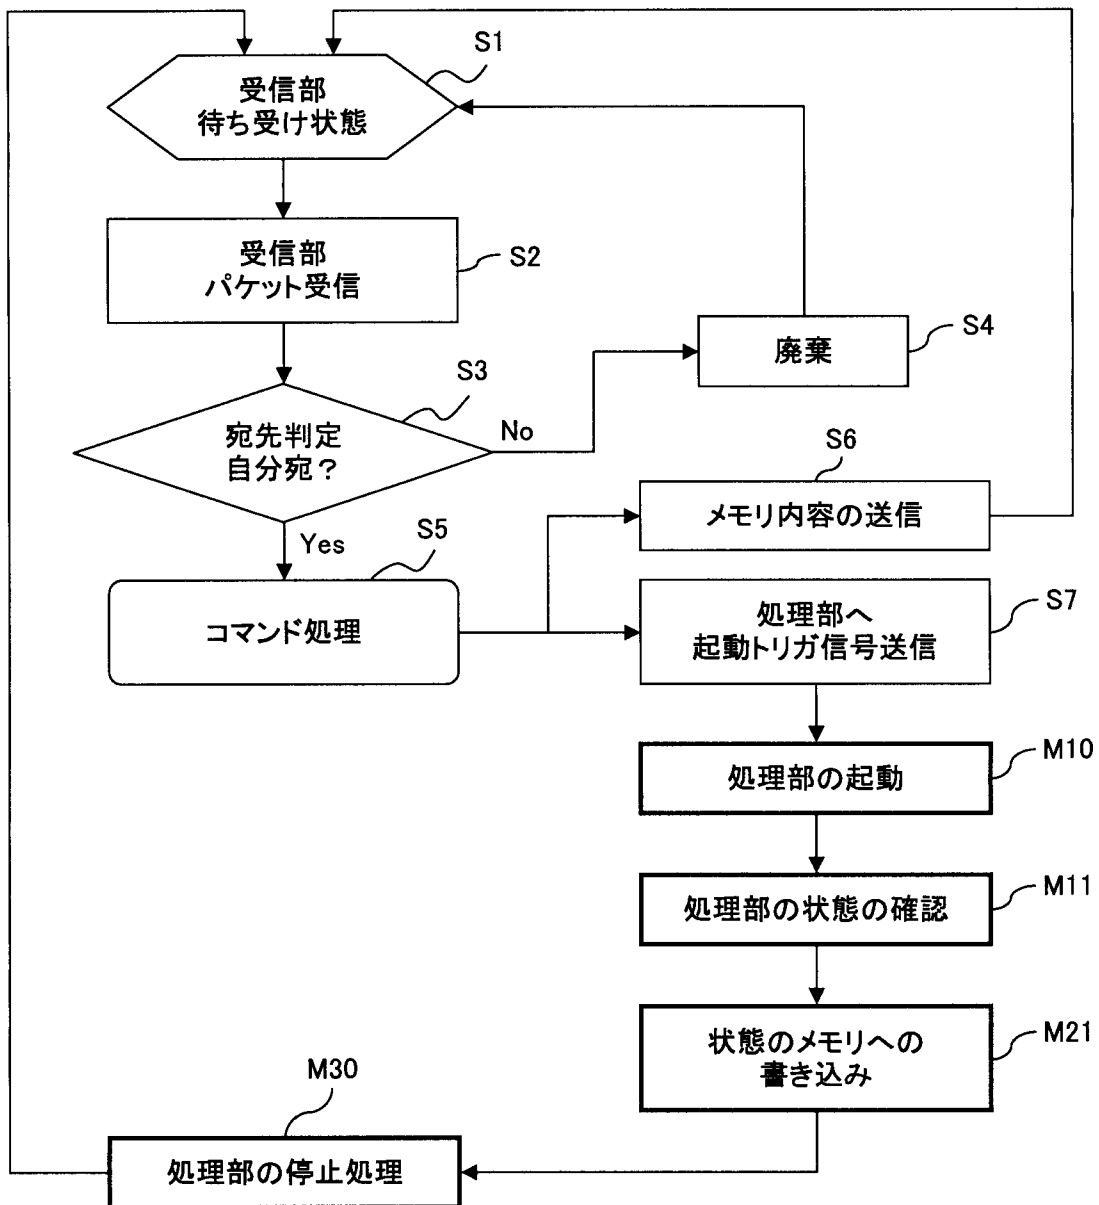 S1
受信部
待ち受け状態
受信部
パケット受信
S2
廃棄
S4
S3
宛先判定
自分宛?
No
Yes
S6
メモリ内容の送信
S5
コマンド処理
処理部へ
起動トリガ信号送信
S7
処理部の起動
M10
処理部の状態の確認
M11
状態のメモリへの
書き込み
M21
M30
処理部の停止処理